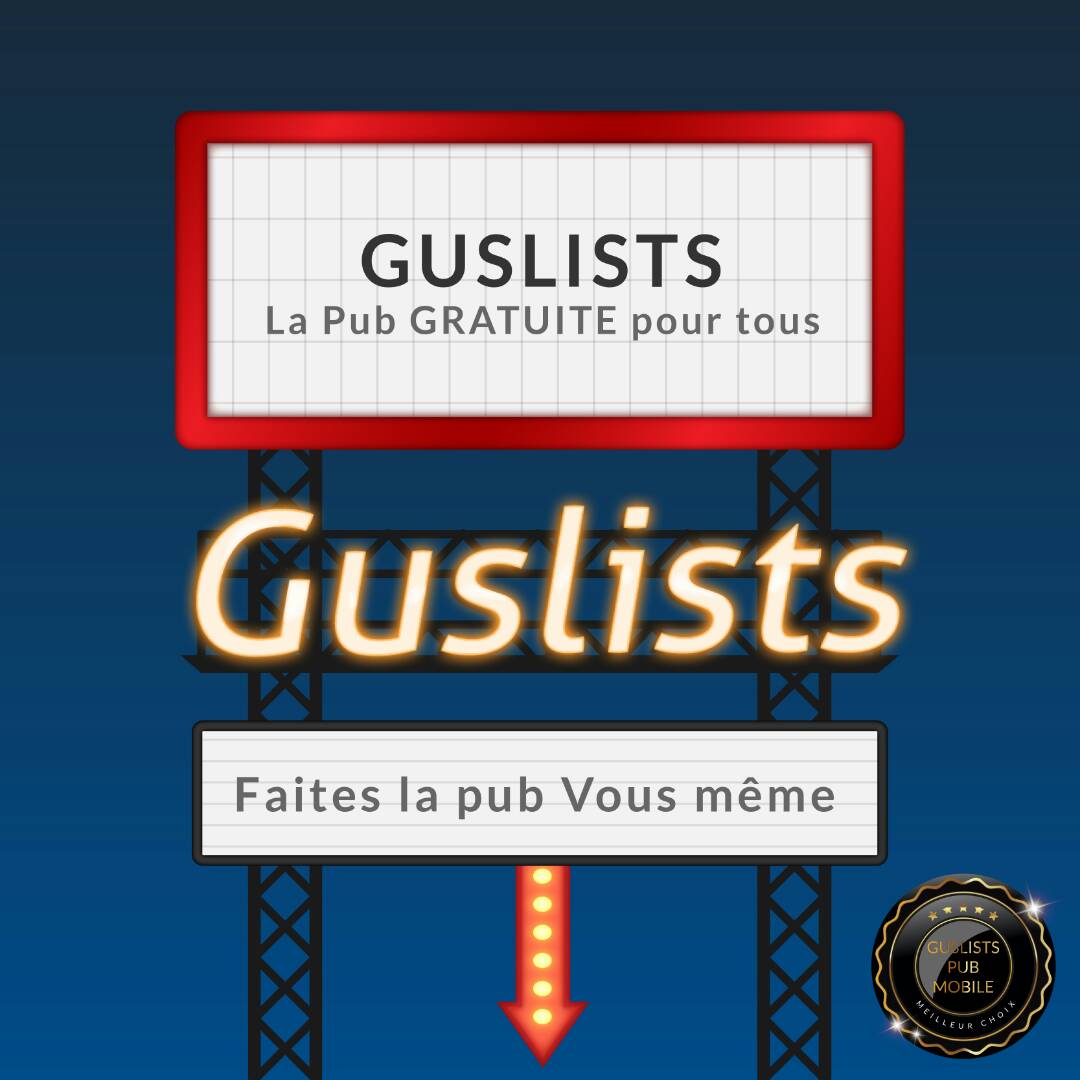 GUSLISTS
La Pub GRATUITE pour tous
Guslists
Faites la pub Vous même
GUSLISTS
PUB
MOBILE
MEILLEUR CHOIX